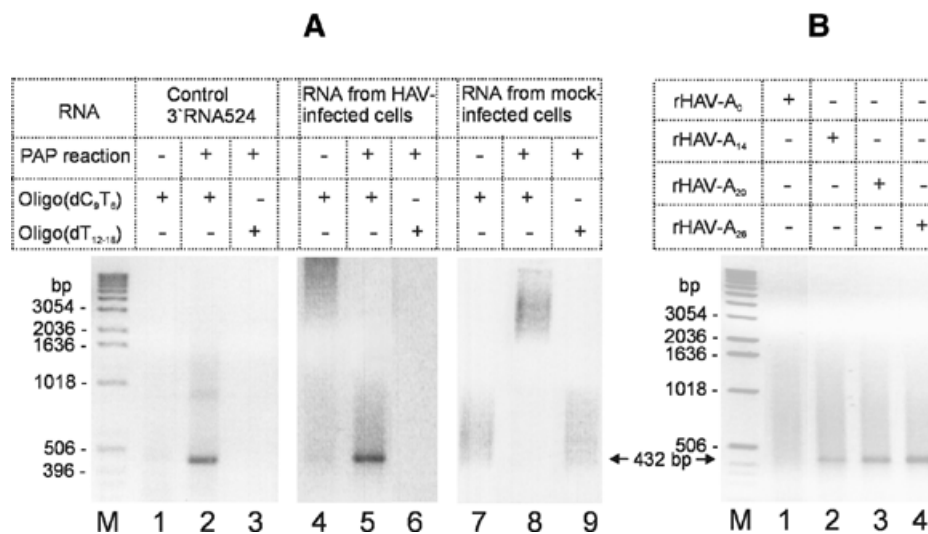 A
RNA
Control 3`RNA524
RNA from HAV-infected cells
RNA from mock-infected cells
PAP reaction - + + - + + - + +
Oligo(dC₉T₆) + + - + + - + + -
Oligo(dT₁₂₋₁₈) - - + - - + - - +
bp
3054 -
2036 -
1636 -
1018 -
506 -
396 -
M 1 2 3 4 5 6 7 8 9
432 bp
B
rHAV-A₀ + - - -
rHAV-A₁₄ - + - -
rHAV-A₂₀ - - + -
rHAV-A₂₆ - - - +
bp
3054 -
2036 -
1636 -
1018 -
506 -
M 1 2 3 4